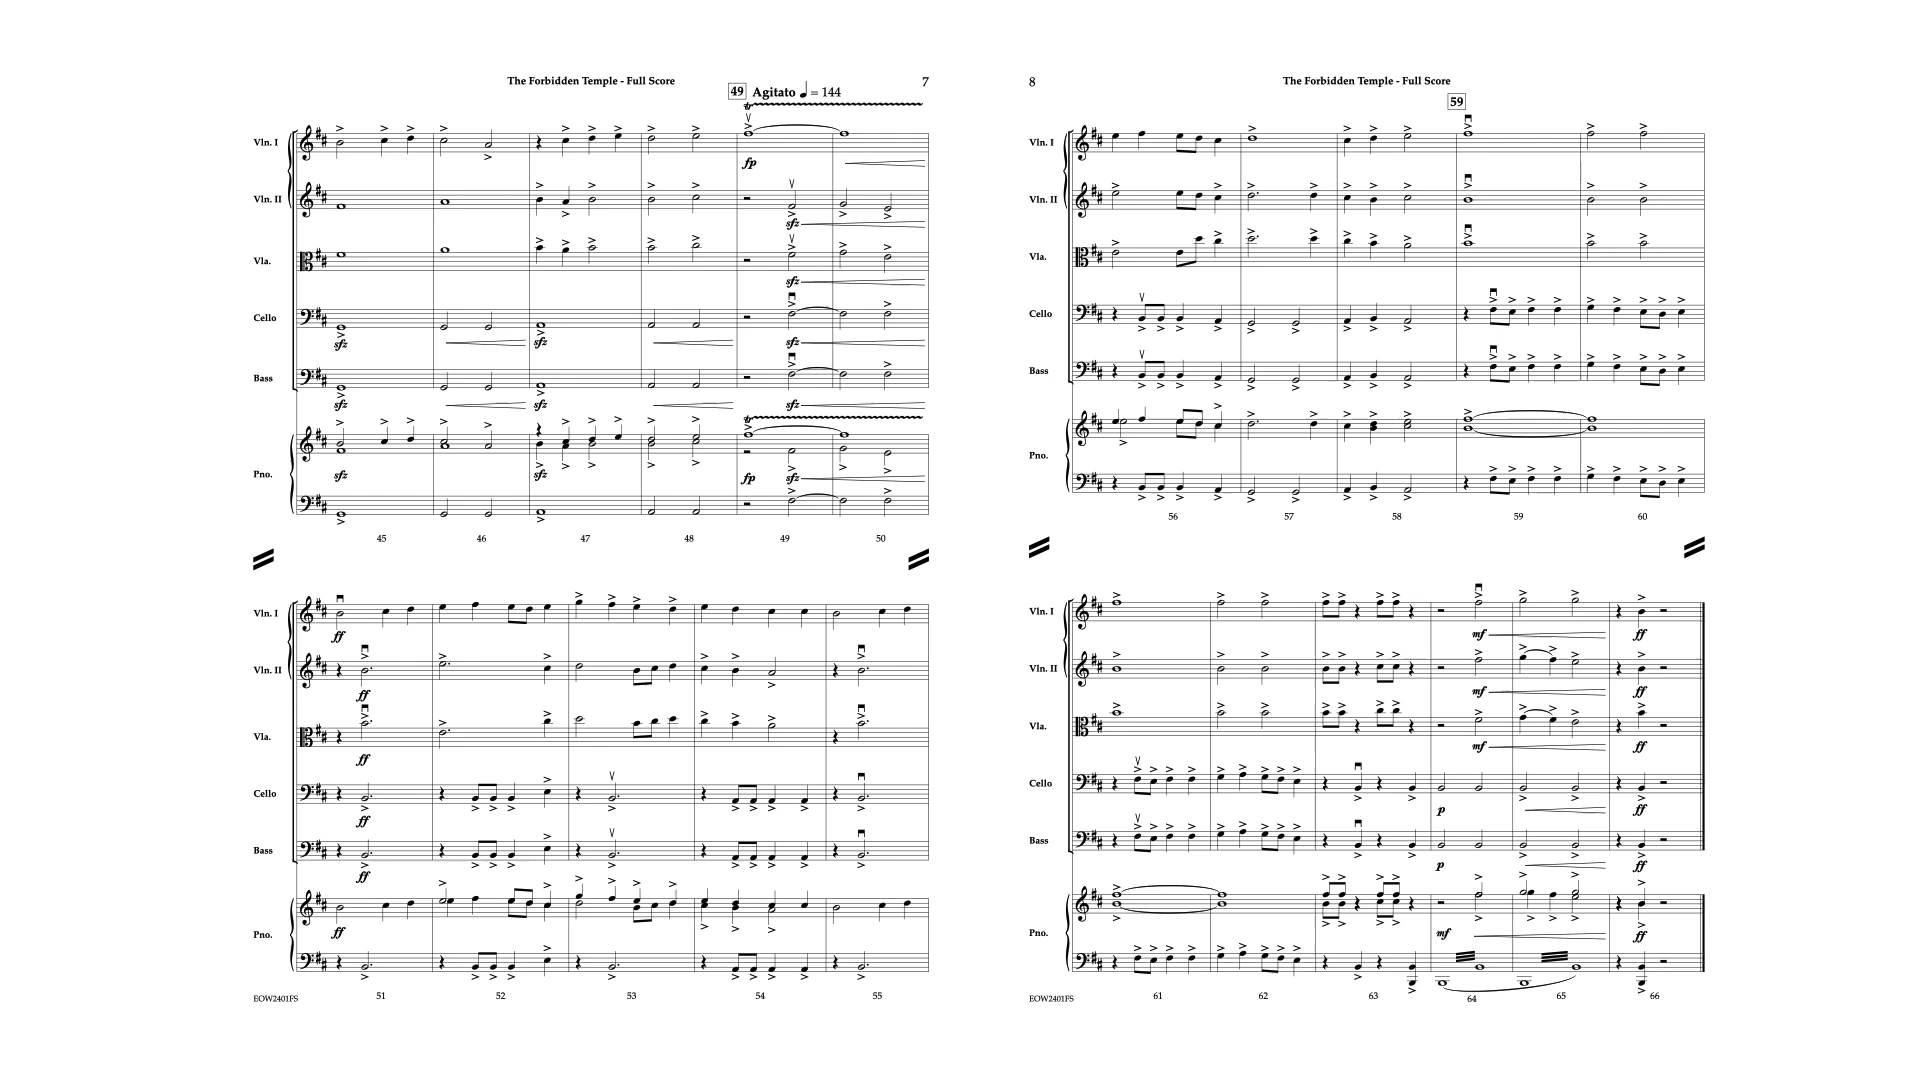 The Forbidden Temple - Full Score
7
49 Agitato ♩ = 144
Vln. I
fp
Vln. II
sfz
Vla.
sfz
Cello
sfz sfz sfz
Bass
sfz sfz sfz
Pno.
sfz sfz fp sfz
45 46 47 48 49 50
Vln. I
ff
Vln. II
ff
Vla.
ff
Cello
ff
Bass
ff
Pno.
ff
51 52 53 54 55
EOW2401FS
8
The Forbidden Temple - Full Score
59
Vln. I
Vln. II
Vla.
Cello
Bass
Pno.
56 57 58 59 60
Vln. I
mf ff
Vln. II
mf ff
Vla.
mf ff
Cello
p ff
Bass
p ff
Pno.
mf ff
61 62 63 64 65 66
EOW2401FS